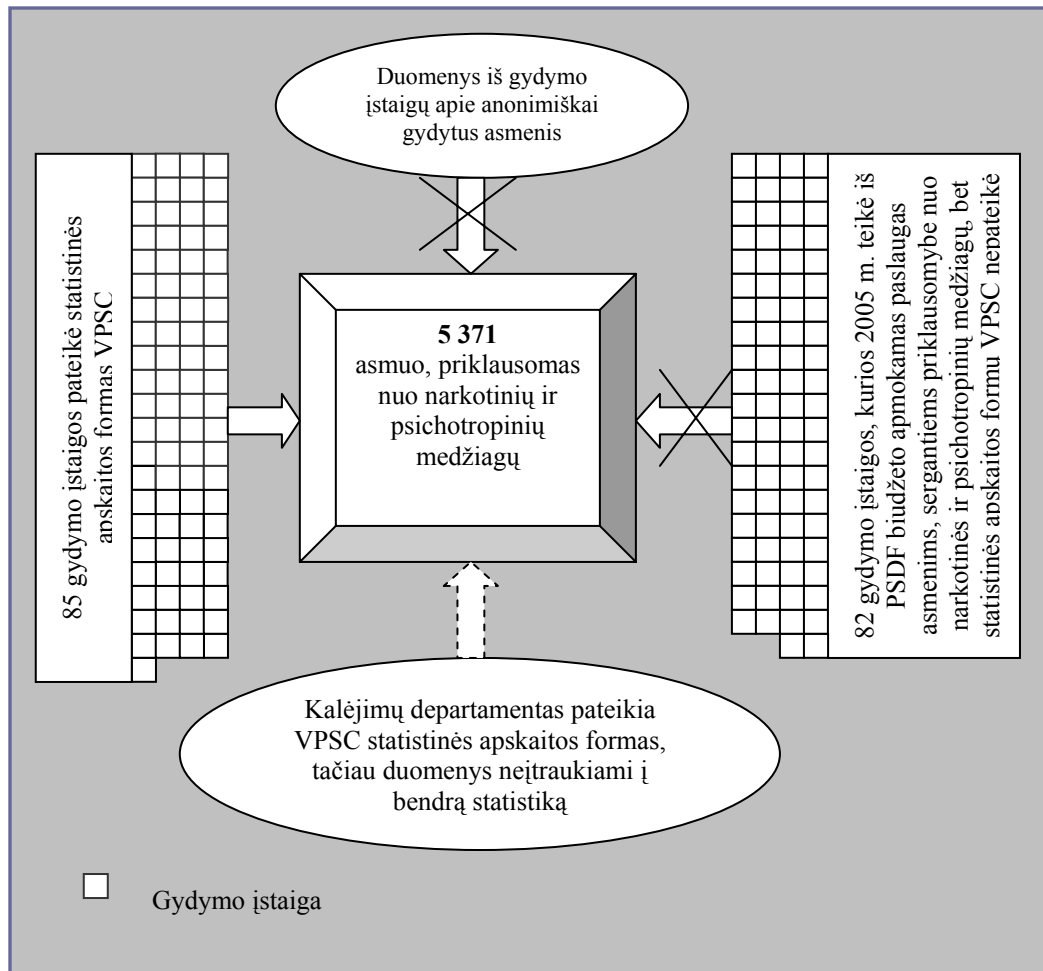 Duomenys iš gydymo
įstaigų apie anonimiškai
gydytus asmenis
85 gydymo įstaigos pateikė statistinės
apskaitos formas VPSC
5 371
asmuo, priklausomas
nuo narkotinių ir
psichotropinių
medžiagų
82 gydymo įstaigos, kurios 2005 m. teikė iš
PSDF biudžeto apmokamas paslaugas
asmenims, sergantiems priklausomybe nuo
narkotinės ir psichotropinių medžiagų, bet
statistinės apskaitos formų VPSC nepateikė
Kalėjimų departamentas pateikia
VPSC statistinės apskaitos formas,
tačiau duomenys neįtraukiami į
bendrą statistiką
Gydymo įstaiga